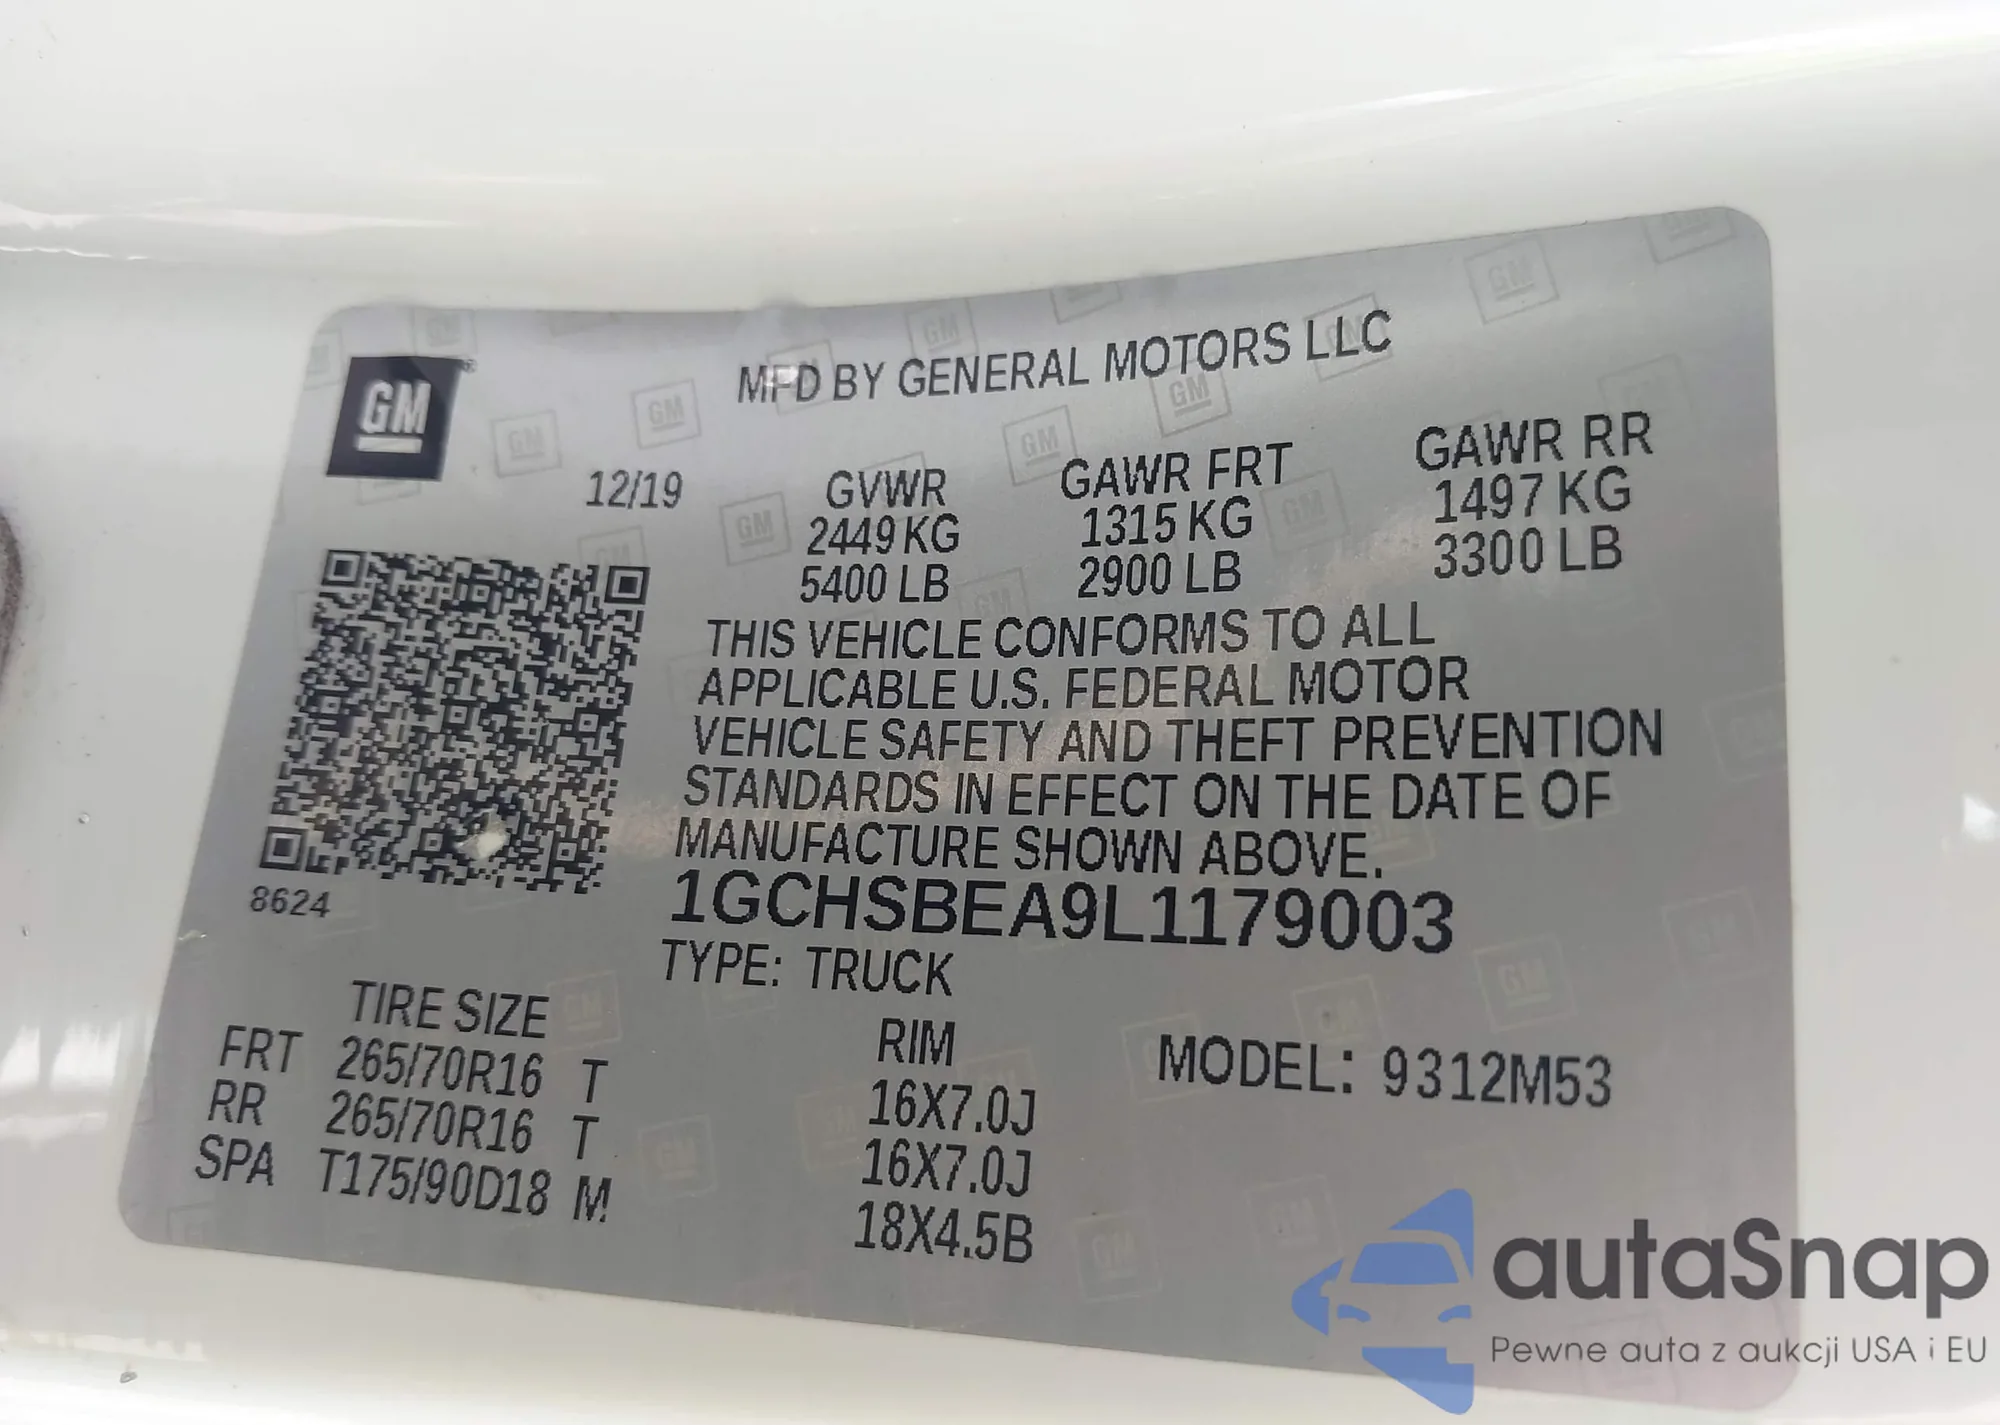 GM
MFD BY GENERAL MOTORS LLC
12/19
GVWR
2449 KG
5400 LB
GAWR FRT
1315 KG
2900 LB
GAWR RR
1497 KG
3300 LB
THIS VEHICLE CONFORMS TO ALL
APPLICABLE U.S. FEDERAL MOTOR
VEHICLE SAFETY AND THEFT PREVENTION
STANDARDS IN EFFECT ON THE DATE OF
MANUFACTURE SHOWN ABOVE.
8624
1GCHSBEA9L1179003
TYPE: TRUCK
TIRE SIZE RIM
MODEL: 9312M53
FRT 265/70R16 T 16X7.0J
RR 265/70R16 T 16X7.0J
SPA T175/90D18 M 18X4.5B
autaSnap
Pewne auta z aukcji USA i EU